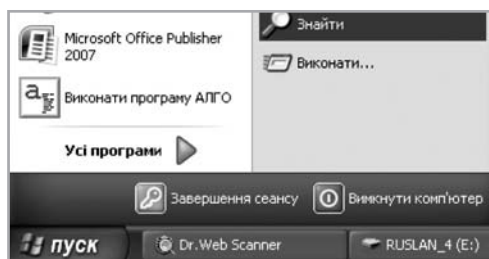 Microsoft Office Publisher
2007
Виконати програму АЛГО
Усі програми
Знайти
Виконати...
Завершення сеансу
Вимкнути комп'ютер
пуск
Dr.Web Scanner
RUSLAN_4 (E:)